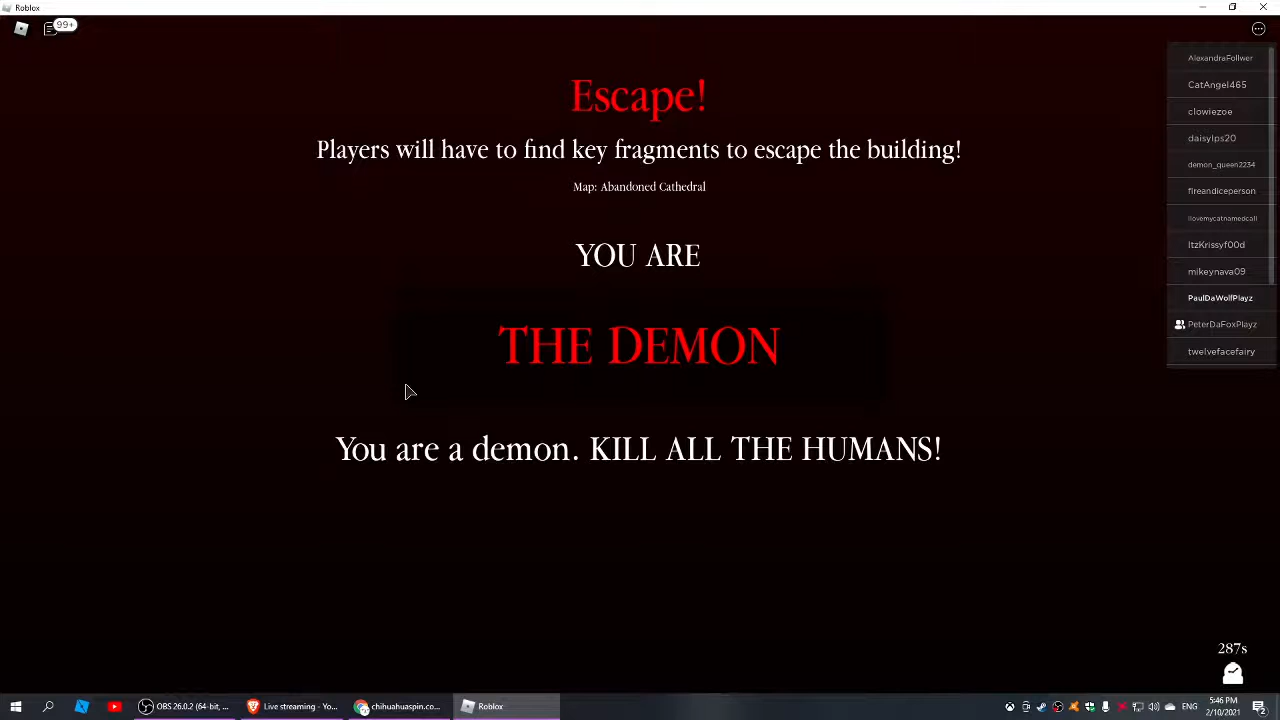 Roblox
99+
Escape!
Players will have to find key fragments to escape the building!
Map: Abandoned Cathedral
YOU ARE
THE DEMON
You are a demon. KILL ALL THE HUMANS!
AlexandraFollwer
CatAngel465
clowiezoe
daisylps20
demon_queen2234
fireandiceperson
Ilovemycatnamedcali
ItzKrissyf00d
mikeynava09
PaulDaWolfPlayz
PeterDaFoxPlayz
twelvefacefairy
287s
OBS 26.0.2 (64-bit, ...
Live streaming - Yo...
chihuahuaspin.co...
Roblox
ENG
5:46 PM
2/10/2021
2